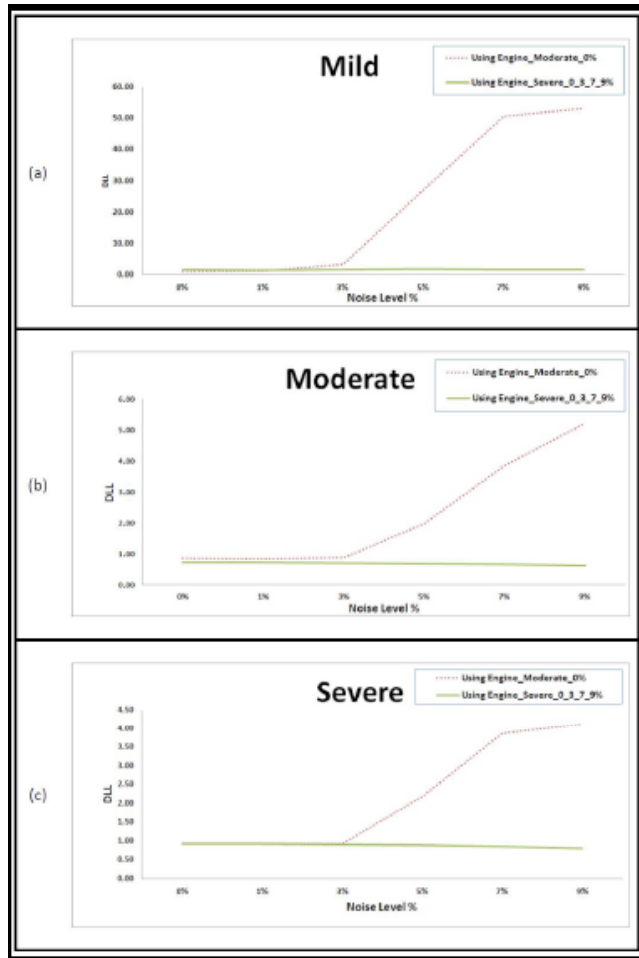 (a)
Mild
Using Engine_Moderate_0%
Using Engine_Severe_0_3_7_9%
DLL
60.00
50.00
40.00
30.00
20.00
10.00
0.00
0% 1% 3% 5% 7% 9%
Noise Level %
(b)
Moderate
Using Engine_Moderate_0%
Using Engine_Severe_0_3_7_9%
DLL
6.00
5.00
4.00
3.00
2.00
1.00
0.00
0% 1% 3% 5% 7% 9%
Noise Level %
(c)
Severe
Using Engine_Moderate_0%
Using Engine_Severe_0_3_7_9%
DLL
4.50
4.00
3.50
3.00
2.50
2.00
1.50
1.00
0.50
0.00
0% 1% 3% 5% 7% 9%
Noise Level %